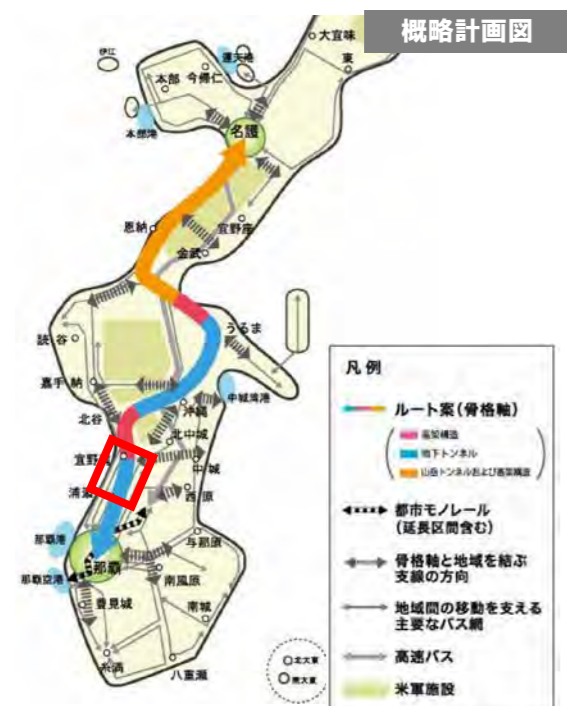 概略計画図
伊江
運天港
大宜味
東
今帰仁
本部
本部港
名護
恩納
宜野座
金武
うるま
読谷
嘉手納
中城湾港
沖縄
北谷
北中城
宜野
中城
浦添
西原
那覇港
与那原
那覇
那覇空港
南風原
豊見城
南城
糸満
八重瀬
北大東
南大東
凡例
ルート案(骨格軸)
高架構造
地下トンネル
山岳トンネルおよび高架構造
都市モノレール
(延長区間含む)
骨格軸と地域を結ぶ
支線の方向
地域間の移動を支える
主要なバス網
高速バス
米軍施設